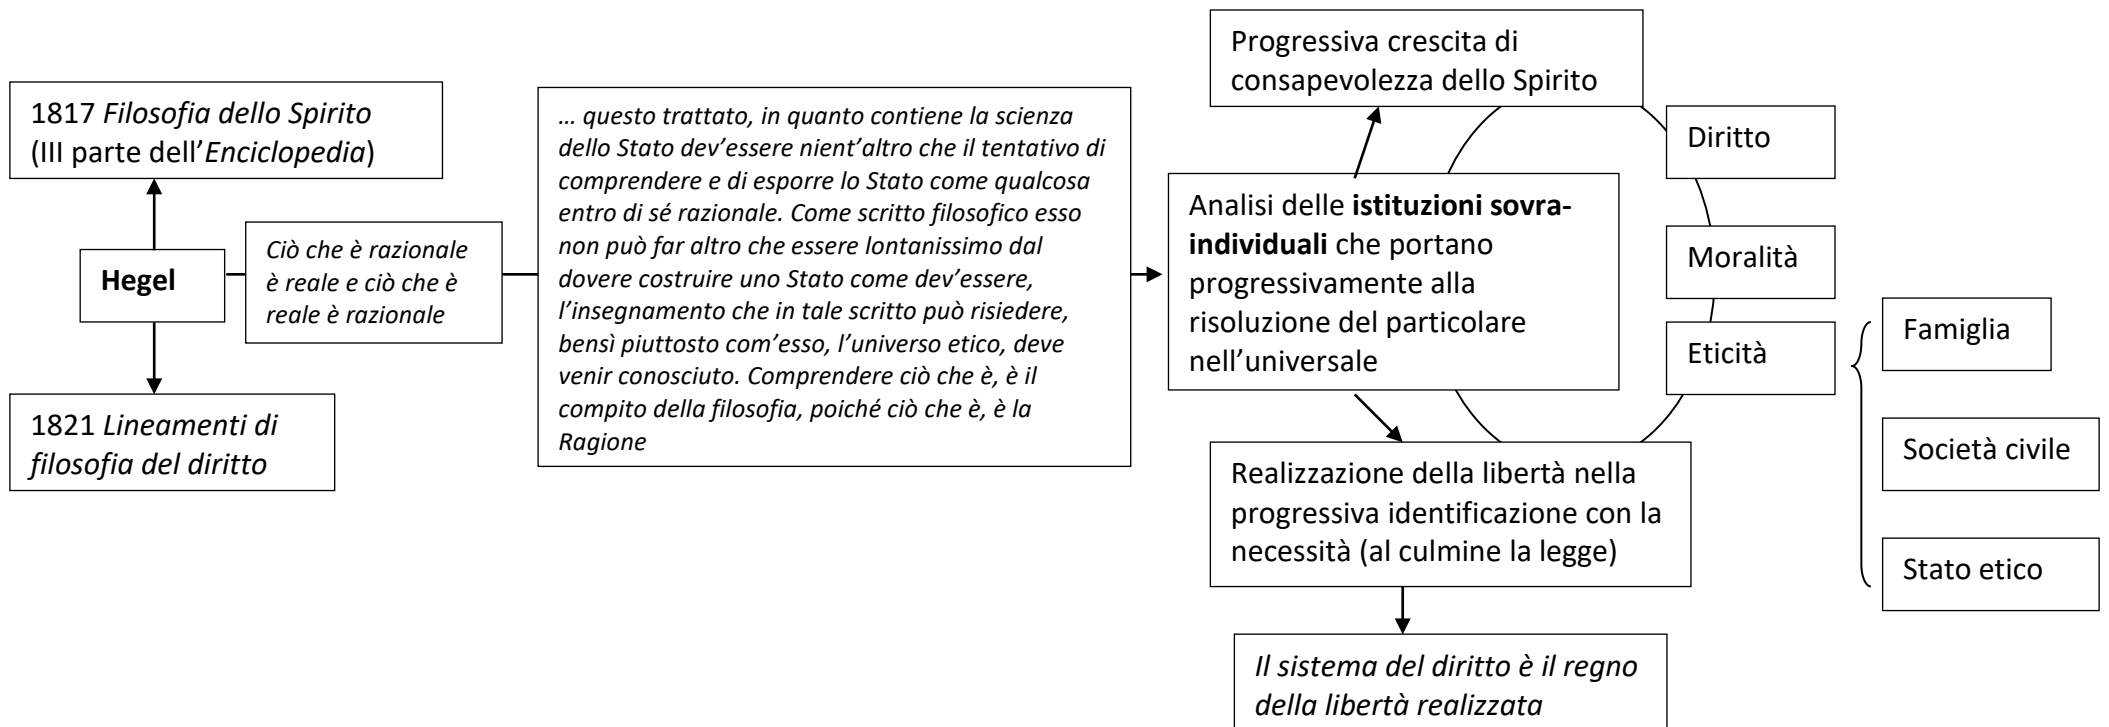 1817 Filosofia dello Spirito
(III parte dell’Enciclopedia)
Hegel
1821 Lineamenti di
filosofia del diritto
Ciò che è razionale
è reale e ciò che è
reale è razionale
… questo trattato, in quanto contiene la scienza
dello Stato dev’essere nient’altro che il tentativo di
comprendere e di esporre lo Stato come qualcosa
entro di sé razionale. Come scritto filosofico esso
non può far altro che essere lontanissimo dal
dovere costruire uno Stato come dev’essere,
l’insegnamento che in tale scritto può risiedere,
bensì piuttosto com’esso, l’universo etico, deve
venir conosciuto. Comprendere ciò che è, è il
compito della filosofia, poiché ciò che è, è la
Ragione
Progressiva crescita di
consapevolezza dello Spirito
Analisi delle istituzioni sovra-
individuali che portano
progressivamente alla
risoluzione del particolare
nell’universale
Realizzazione della libertà nella
progressiva identificazione con la
necessità (al culmine la legge)
Il sistema del diritto è il regno
della libertà realizzata
Diritto
Moralità
Eticità
Famiglia
Società civile
Stato etico